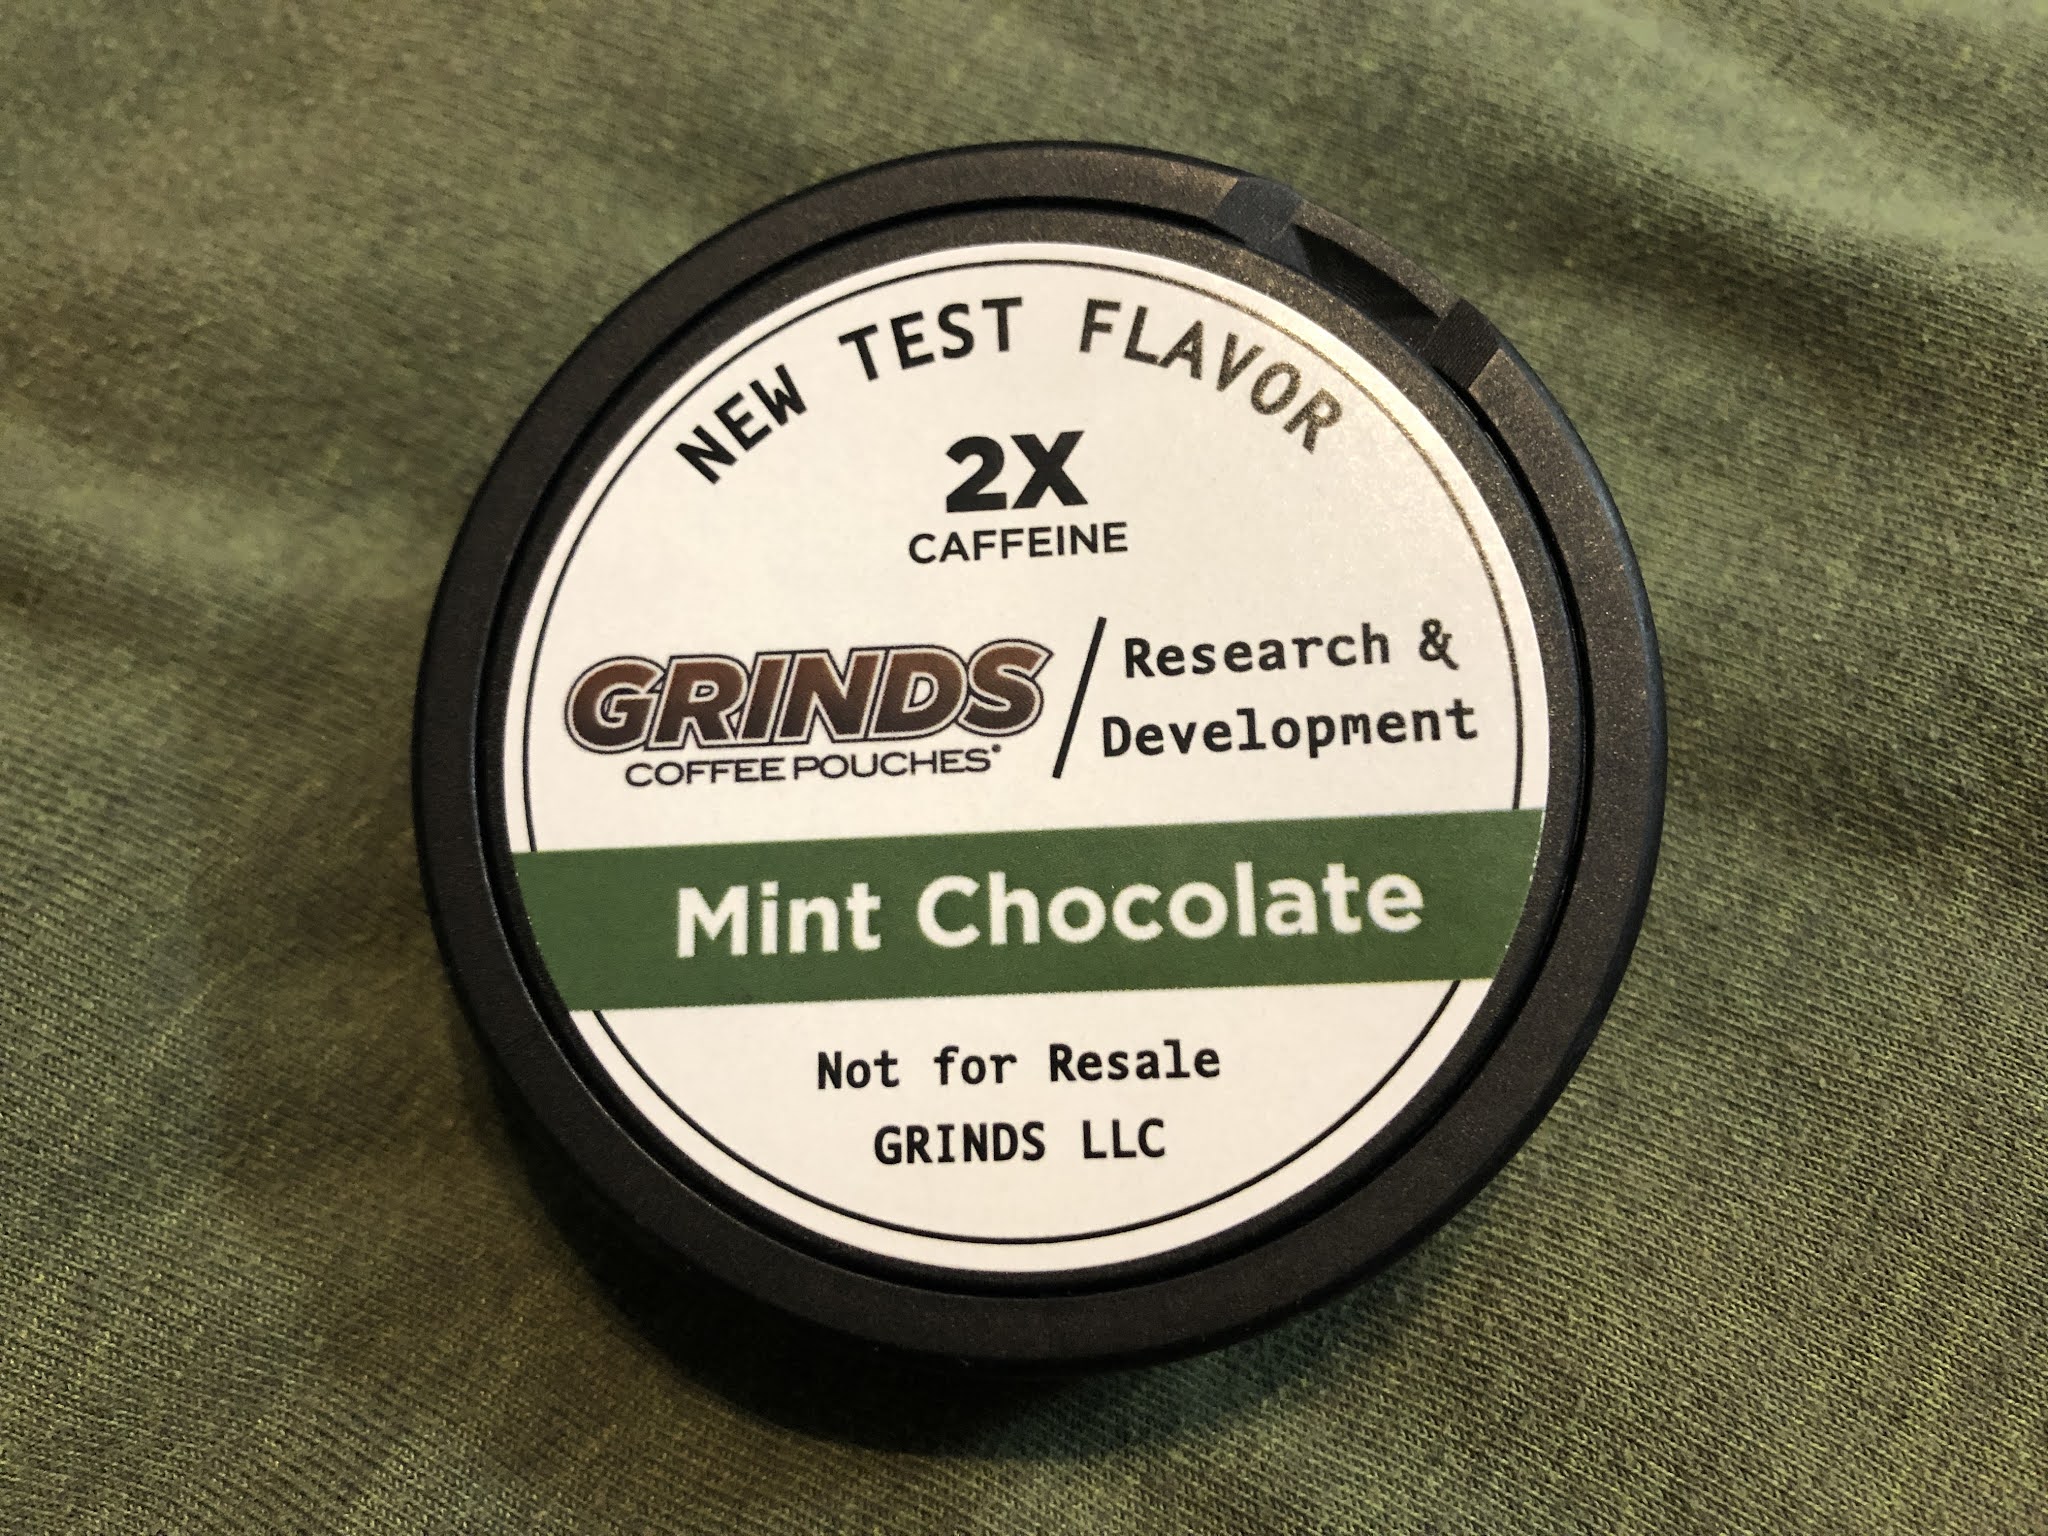 NEW TEST FLAVOR
2X
CAFFEINE
GRINDS
COFFEE POUCHES®
Research &
Development
Mint Chocolate
Not for Resale
GRINDS LLC